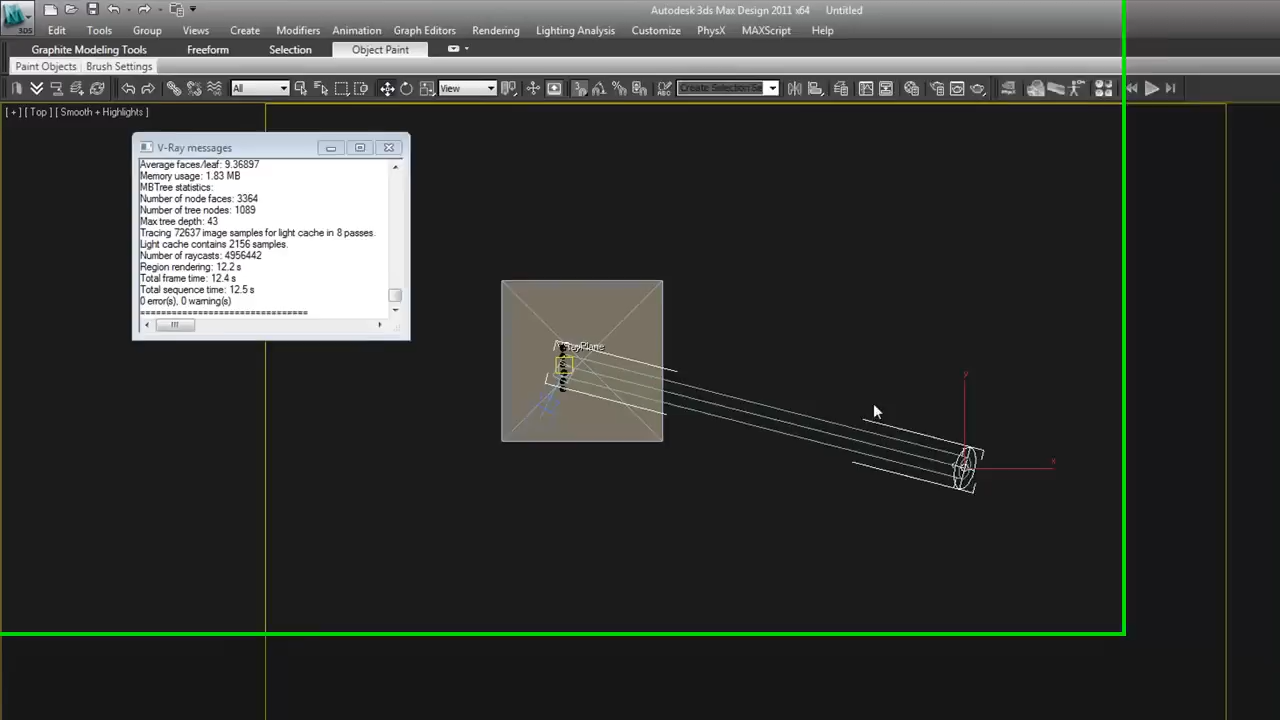 Autodesk 3ds Max Design 2011 x64 Untitled
3DS
Edit Tools Group Views Create Modifiers Animation Graph Editors Rendering Lighting Analysis Customize PhysX MAXScript Help
Graphite Modeling Tools Freeform Selection Object Paint
Paint Objects Brush Settings
All View Create Selection Se
[ + ] [ Top ] [ Smooth + Highlights ]
V-Ray messages
Average faces/leaf: 9.36897
Memory usage: 1.83 MB
MBTree statistics:
Number of node faces: 3364
Number of tree nodes: 1089
Max tree depth: 43
Tracing 72637 image samples for light cache in 8 passes.
Light cache contains 2156 samples.
Number of raycasts: 4956442
Region rendering: 12.2 s
Total frame time: 12.4 s
Total sequence time: 12.5 s
0 error(s), 0 warning(s)
==============================
VRayPlane
y
x